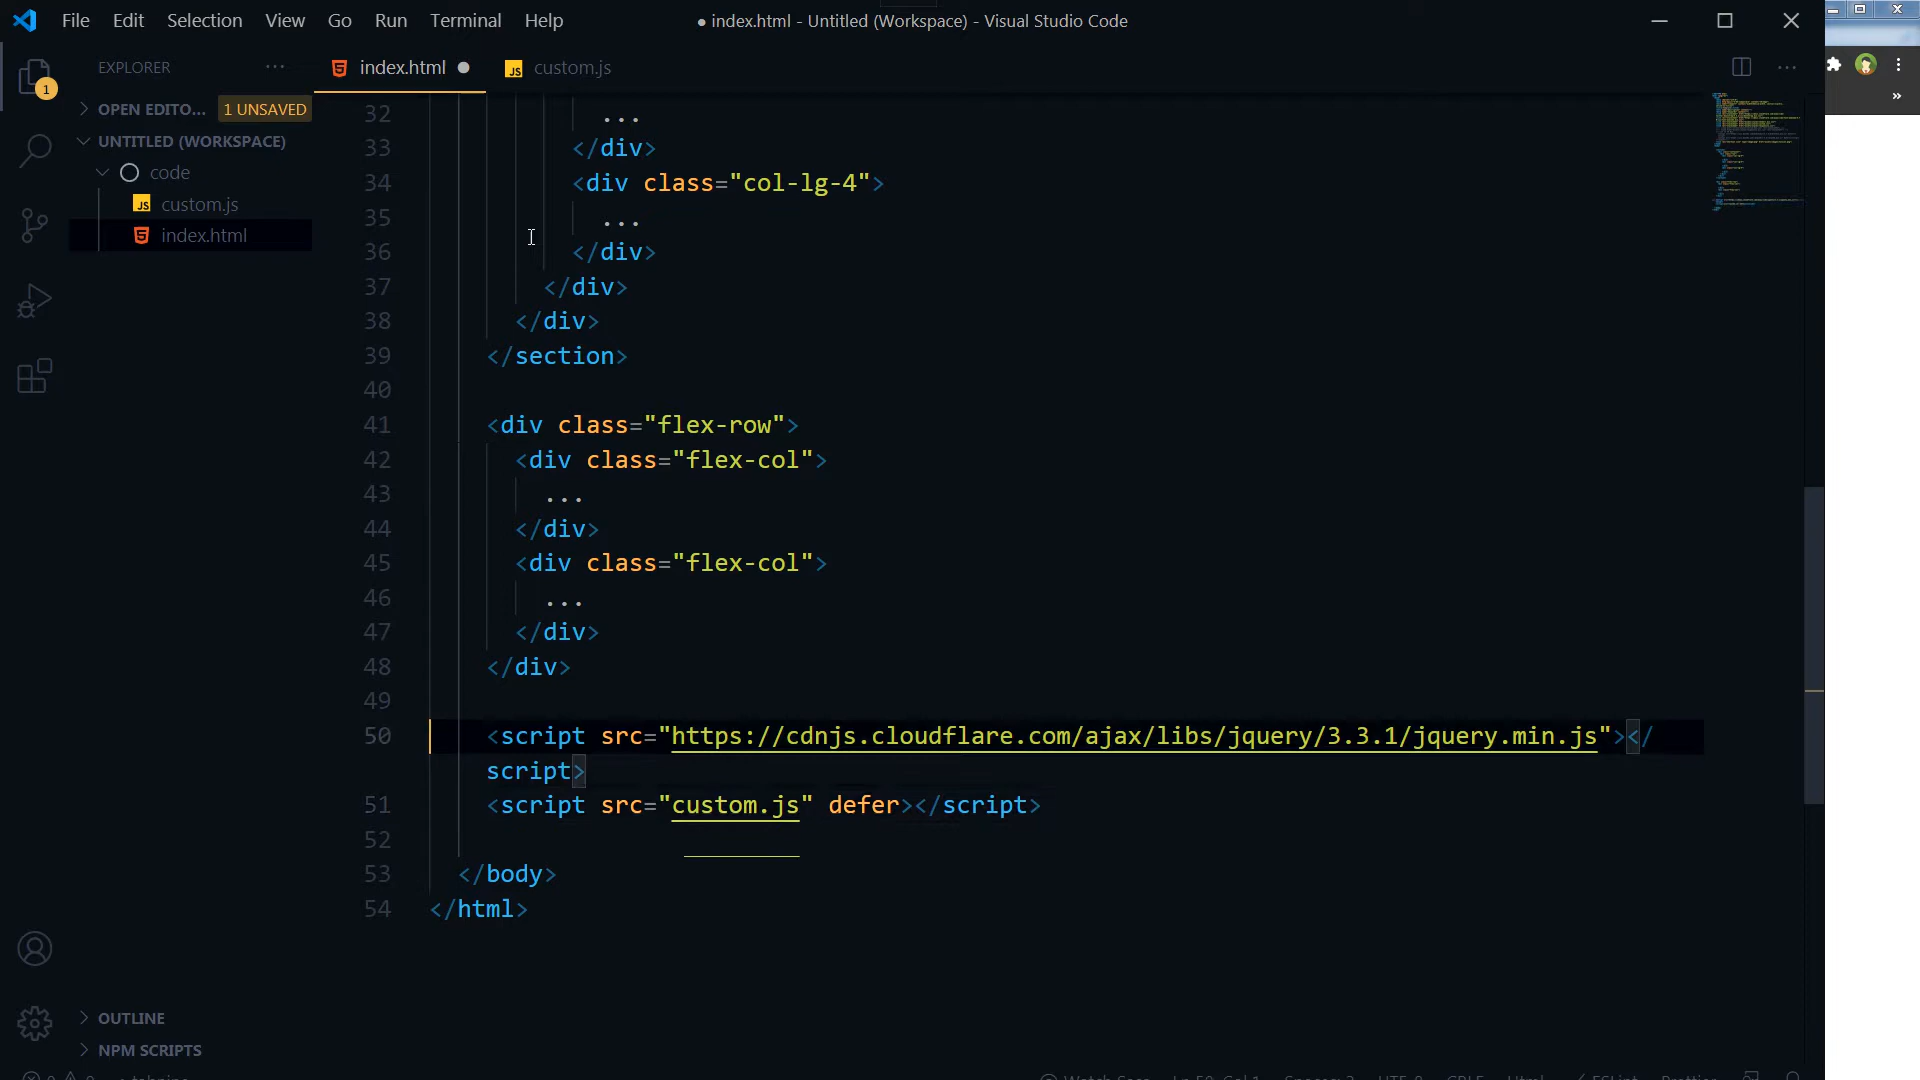 File Edit Selection View Go Run Terminal Help
● index.html - Untitled (Workspace) - Visual Studio Code
EXPLORER ...
index.html ●
JS custom.js
OPEN EDITO... 1 UNSAVED
UNTITLED (WORKSPACE)
code
JS custom.js
index.html
1
32 ...
33 </div>
34 <div class="col-lg-4">
35 ...
36 </div>
37 </div>
38 </div>
39 </section>
40
41 <div class="flex-row">
42 <div class="flex-col">
43 ...
44 </div>
45 <div class="flex-col">
46 ...
47 </div>
48 </div>
49
50 <script src="https://cdnjs.cloudflare.com/ajax/libs/jquery/3.3.1/jquery.min.js"></
script>
51 <script src="custom.js" defer></script>
52
53 </body>
54 </html>
OUTLINE
NPM SCRIPTS